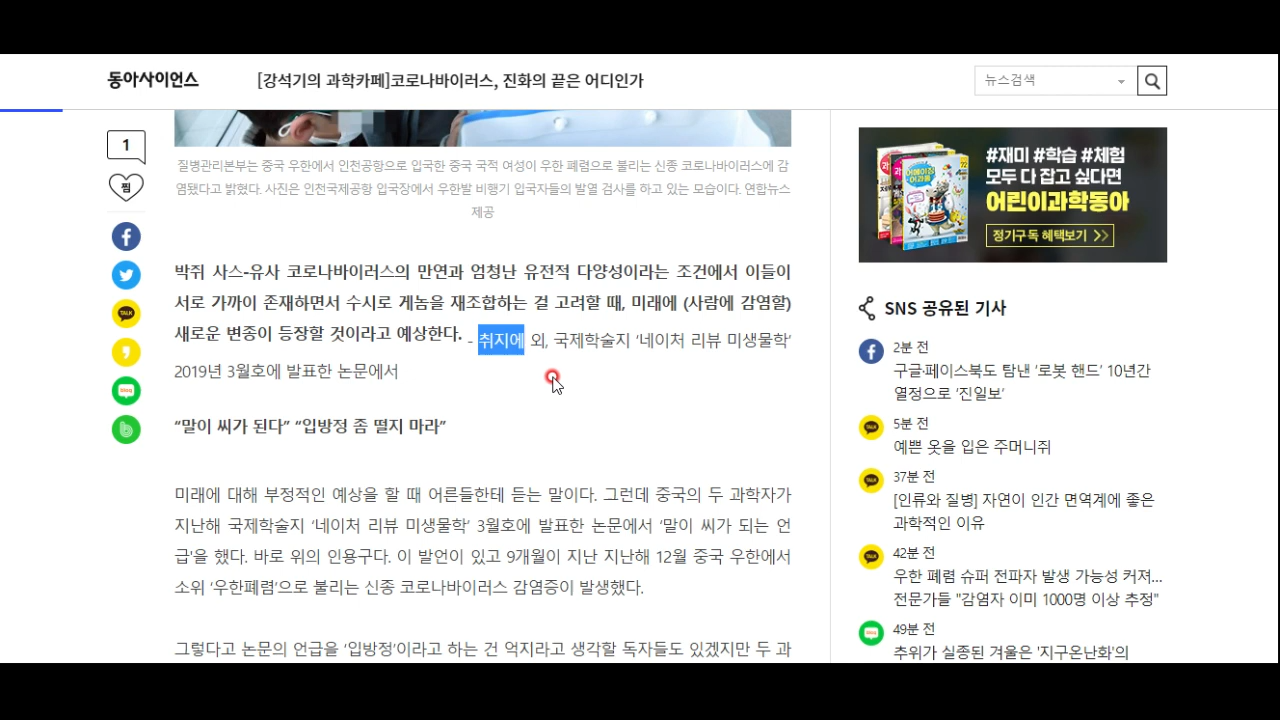 동아사이언스
[강석기의 과학카페]코로나바이러스, 진화의 끝은 어디인가
뉴스검색
1
찜
질병관리본부는 중국 우한에서 인천공항으로 입국한 중국 국적 여성이 우한 폐렴으로 불리는 신종 코로나바이러스에 감
염됐다고 밝혔다. 사진은 인천국제공항 입국장에서 우한발 비행기 입국자들의 발열 검사를 하고 있는 모습이다. 연합뉴스
제공
박쥐 사스-유사 코로나바이러스의 만연과 엄청난 유전적 다양성이라는 조건에서 이들이
서로 가까이 존재하면서 수시로 게놈을 재조합하는 걸 고려할 때, 미래에 (사람에 감염할)
새로운 변종이 등장할 것이라고 예상한다. - 취지에 외, 국제학술지 ‘네이처 리뷰 미생물학’
2019년 3월호에 발표한 논문에서
“말이 씨가 된다” “입방정 좀 떨지 마라”
미래에 대해 부정적인 예상을 할 때 어른들한테 듣는 말이다. 그런데 중국의 두 과학자가
지난해 국제학술지 ‘네이처 리뷰 미생물학’ 3월호에 발표한 논문에서 ‘말이 씨가 되는 언
급’을 했다. 바로 위의 인용구다. 이 발언이 있고 9개월이 지난 지난해 12월 중국 우한에서
소위 ‘우한폐렴’으로 불리는 신종 코로나바이러스 감염증이 발생했다.
그렇다고 논문의 언급을 ‘입방정’이라고 하는 건 억지라고 생각할 독자들도 있겠지만 두 과
#재미 #학습 #체험
모두 다 잡고 싶다면
어린이과학동아
정기구독 혜택보기 >>
SNS 공유된 기사
2분 전
구글·페이스북도 탐낸 ‘로봇 핸드’ 10년간
열정으로 ‘진일보’
TALK
5분 전
예쁜 옷을 입은 주머니쥐
TALK
37분 전
[인류와 질병] 자연이 인간 면역계에 좋은
과학적인 이유
TALK
42분 전
우한 폐렴 슈퍼 전파자 발생 가능성 커져...
전문가들 "감염자 이미 1000명 이상 추정"
49분 전
추위가 실종된 겨울은 '지구온난화'의